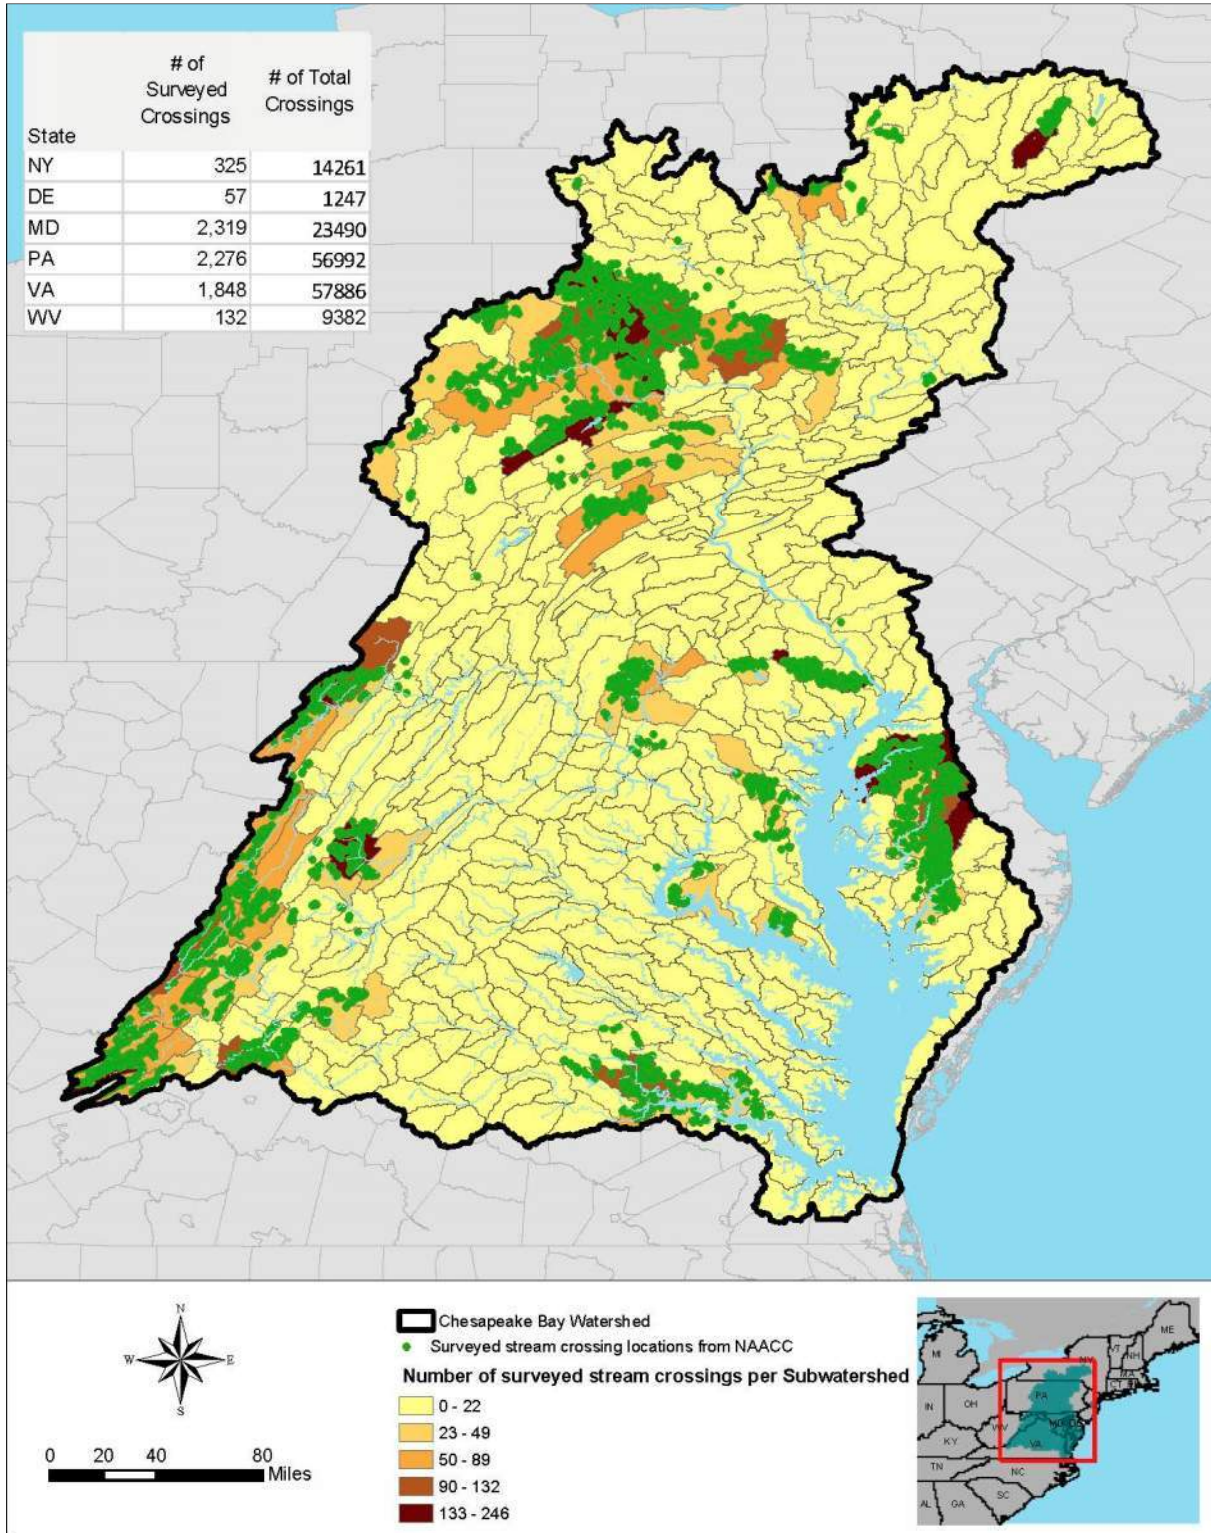 # of
Surveyed
Crossings
# of Total
Crossings
State
NY 325 14261
DE 57 1247
MD 2,319 23490
PA 2,276 56992
VA 1,848 57886
WV 132 9382
N
W E
S
0 20 40 80
Miles
Chesapeake Bay Watershed
Surveyed stream crossing locations from NAACC
Number of surveyed stream crossings per Subwatershed
0 - 22
23 - 49
50 - 89
90 - 132
133 - 246
ME
VT
NH
MI
NY
MA
CT
PA
IN
OH
WV
VA
KY
TN
NC
SC
AL
GA